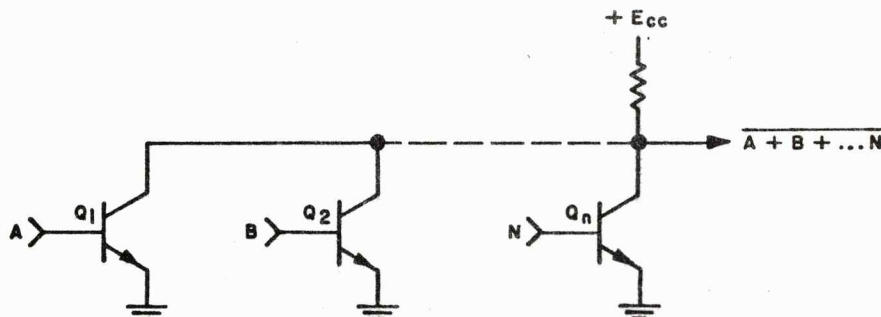 + Ecc
A + B + ... N
Q1
Q2
Qn
A
B
N